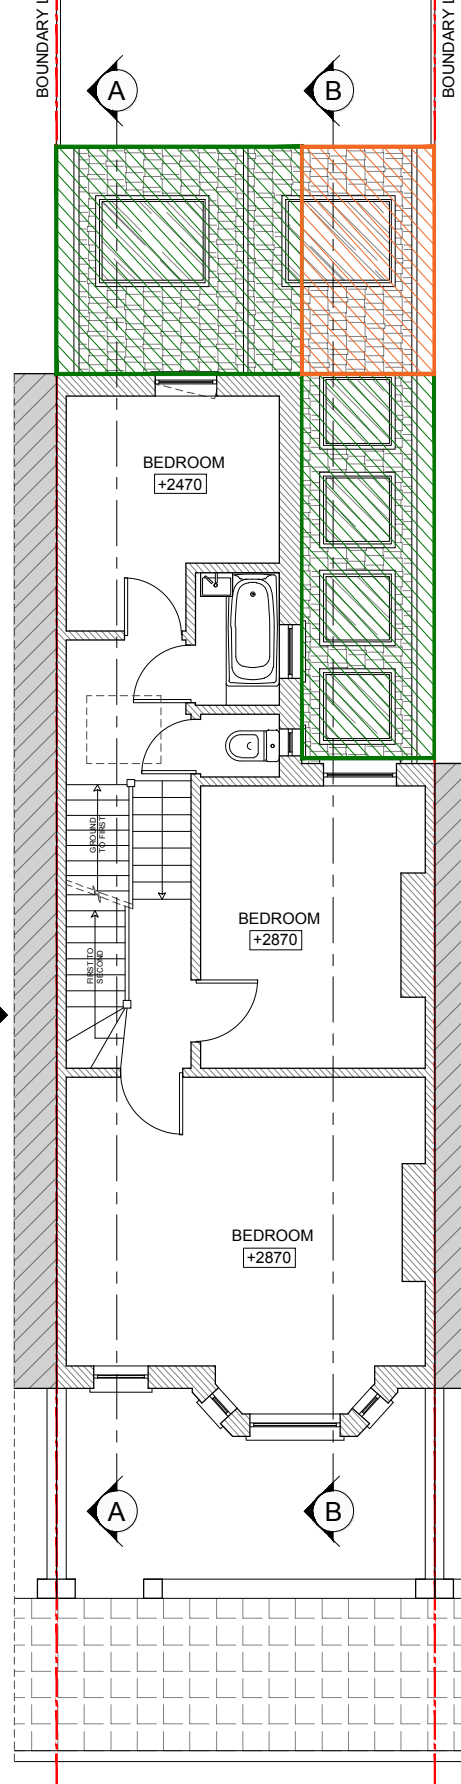 BOUNDARY L
BOUNDARY L
A
B
BEDROOM
+2470
GROUND
TO FIRST
BEDROOM
+2870
FIRST TO
SECOND
BEDROOM
+2870
A
B